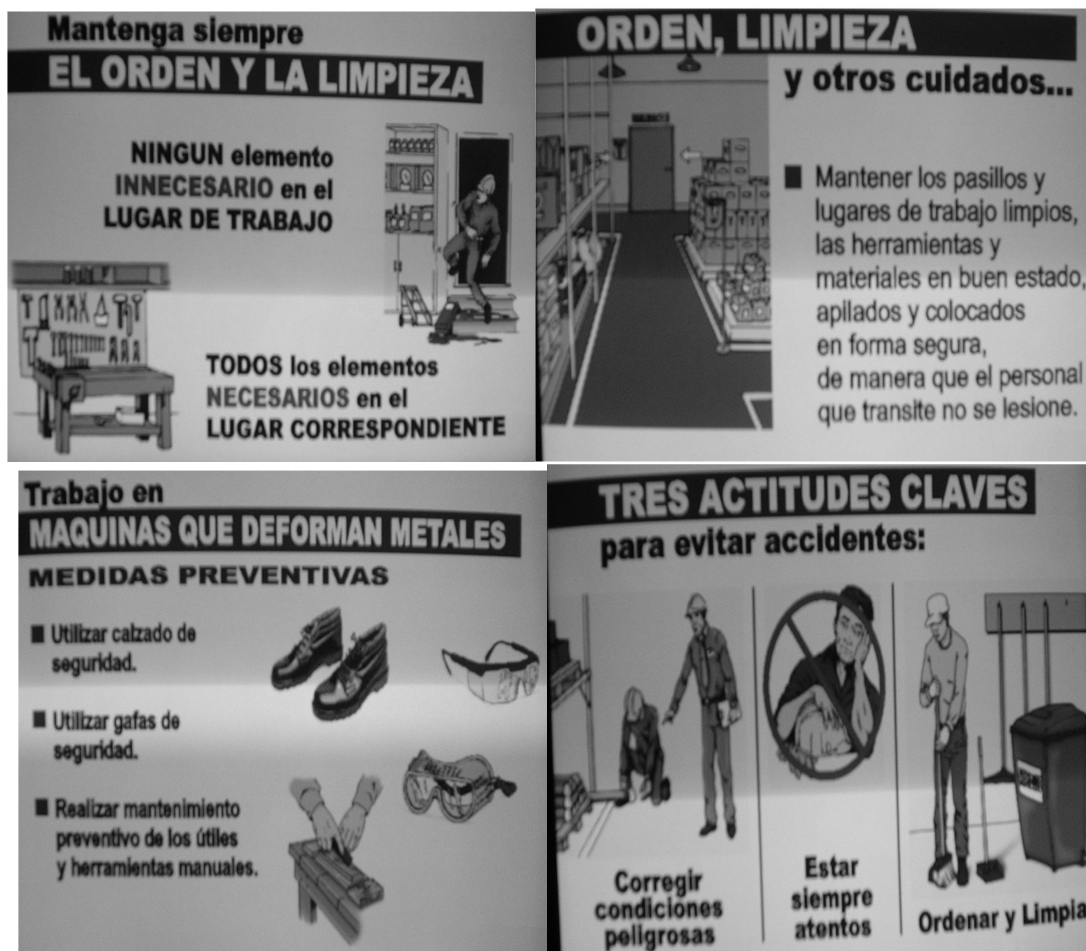 Mantenga siempre
EL ORDEN Y LA LIMPIEZA
NINGUN elemento
INNECESARIO en el
LUGAR DE TRABAJO
TODOS los elementos
NECESARIOS en el
LUGAR CORRESPONDIENTE
ORDEN, LIMPIEZA
y otros cuidados...
■ Mantener los pasillos y
lugares de trabajo limpios,
las herramientas y
materiales en buen estado,
apilados y colocados
en forma segura,
de manera que el personal
que transite no se lesione.
Trabajo en
MAQUINAS QUE DEFORMAN METALES
MEDIDAS PREVENTIVAS
■ Utilizar calzado de
seguridad.
■ Utilizar gafas de
seguridad.
■ Realizar mantenimiento
preventivo de los útiles
y herramientas manuales.
TRES ACTITUDES CLAVES
para evitar accidentes:
Corregir
condiciones
peligrosas
Estar
siempre
atentos
Ordenar y Limpia